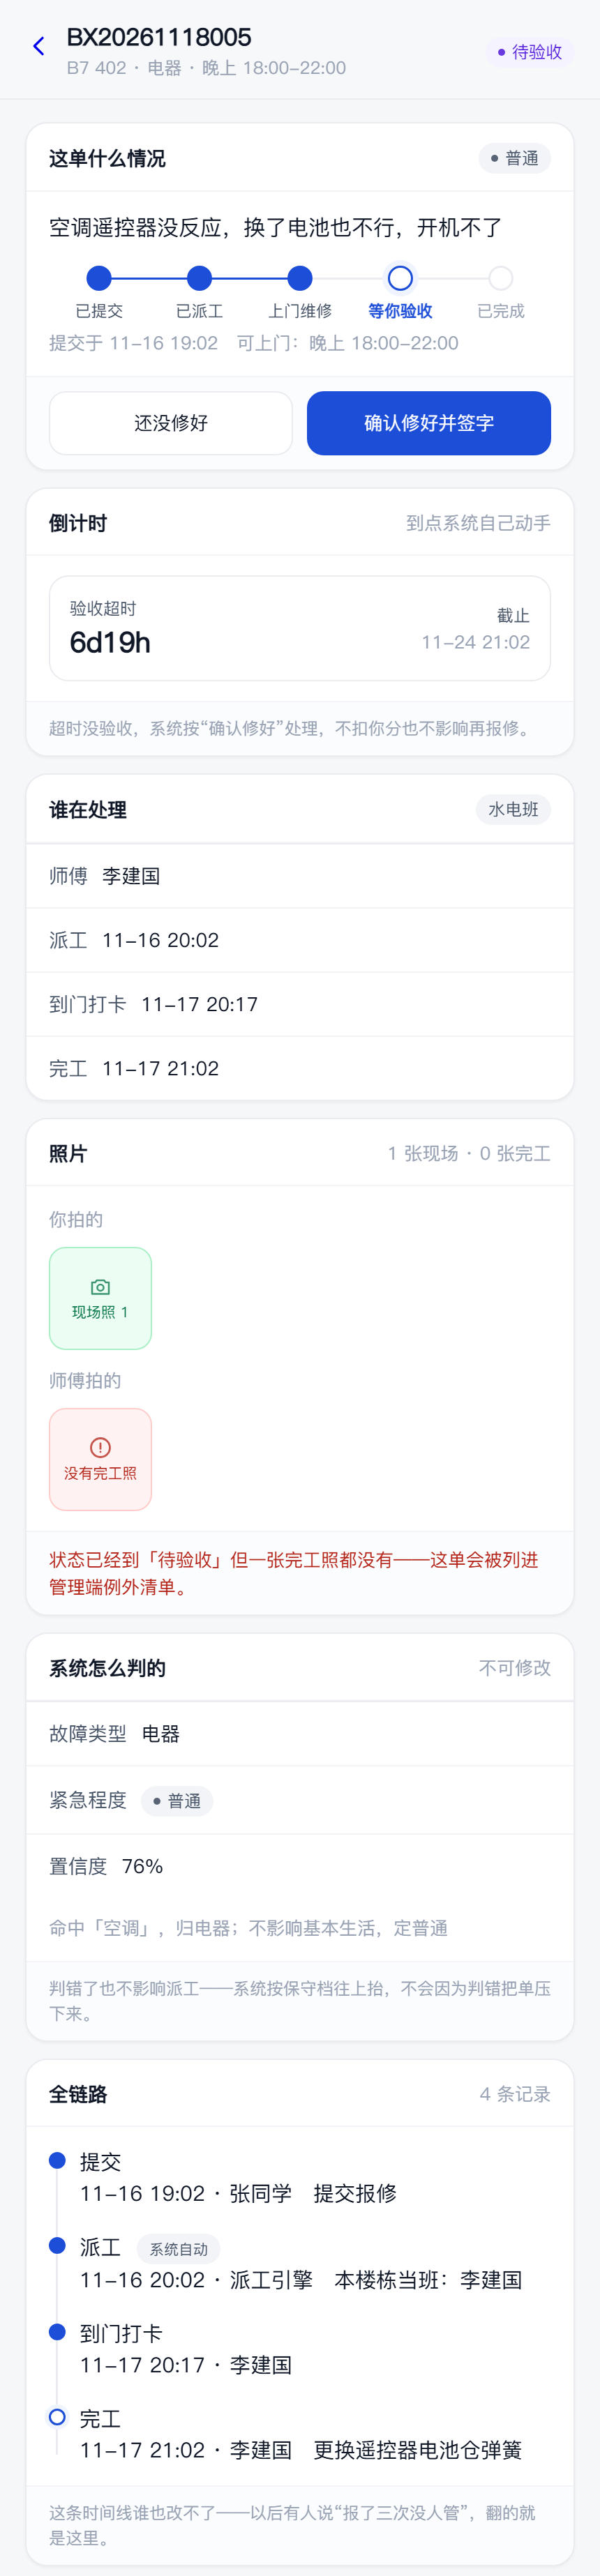 BX20261118005
B7 402 · 电器 · 晚上 18:00–22:00
待验收
这单什么情况
普通
空调遥控器没反应，换了电池也不行，开机不了
已提交
已派工
上门维修
等你验收
已完成
提交于 11–16 19:02 可上门：晚上 18:00–22:00
还没修好
确认修好并签字
倒计时
到点系统自己动手
验收超时
6d19h
截止
11–24 21:02
超时没验收，系统按“确认修好”处理，不扣你分也不影响再报修。
谁在处理
水电班
师傅 李建国
派工 11–16 20:02
到门打卡 11–17 20:17
完工 11–17 21:02
照片
1 张现场 · 0 张完工
你拍的
现场照 1
师傅拍的
没有完工照
状态已经到「待验收」但一张完工照都没有——这单会被列进
管理端例外清单。
系统怎么判的
不可修改
故障类型 电器
紧急程度 普通
置信度 76%
命中「空调」，归电器；不影响基本生活，定普通
判错了也不影响派工——系统按保守档往上抬，不会因为判错把单压
下来。
全链路
4 条记录
提交
11–16 19:02 · 张同学 提交报修
派工 系统自动
11–16 20:02 · 派工引擎 本楼栋当班：李建国
到门打卡
11–17 20:17 · 李建国
完工
11–17 21:02 · 李建国 更换遥控器电池仓弹簧
这条时间线谁也改不了——以后有人说“报了三次没人管”，翻的就
是这里。